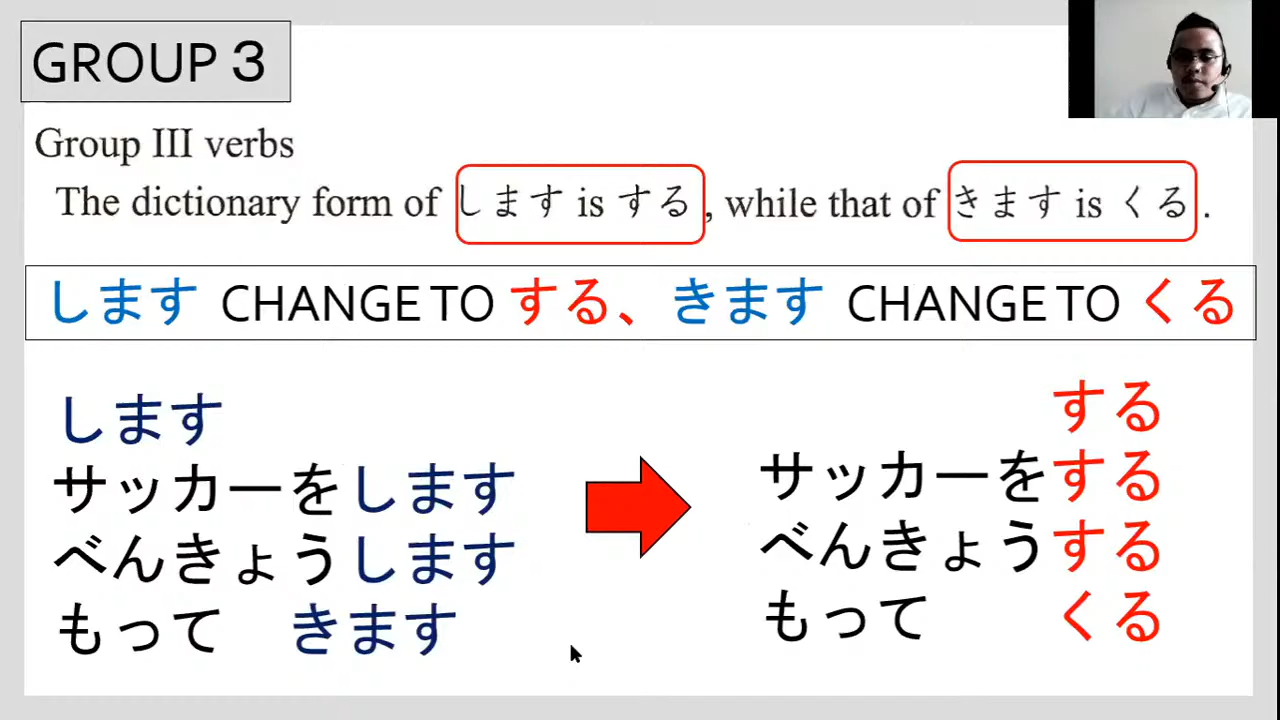 GROUP 3
Group III verbs
The dictionary form of します is する, while that of きます is くる.
します CHANGE TO する、きます CHANGE TO くる
します
サッカーをします
べんきょうします
もって きます
する
サッカーをする
べんきょうする
もって くる